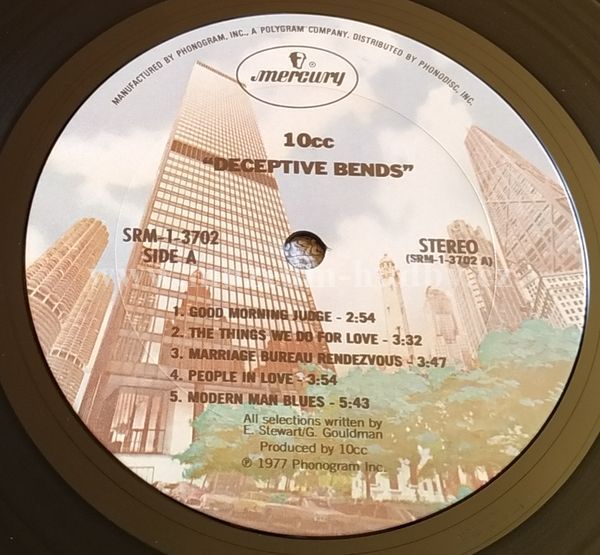 MANUFACTURED BY PHONOGRAM, INC., A POLYGRAM COMPANY. DISTRIBUTED BY PHONODISC, INC.
mercury®
10cc
"DECEPTIVE BENDS"
SRM-1-3702
SIDE A
STEREO
(SRM-1-3702 A)
1. GOOD MORNING JUDGE - 2:54
2. THE THINGS WE DO FOR LOVE - 3:32
3. MARRIAGE BUREAU RENDEZVOUS - 3:47
4. PEOPLE IN LOVE - 3:54
5. MODERN MAN BLUES - 5:43
All selections written by
E. Stewart/G. Gouldman
Produced by 10cc
℗ 1977 Phonogram Inc.